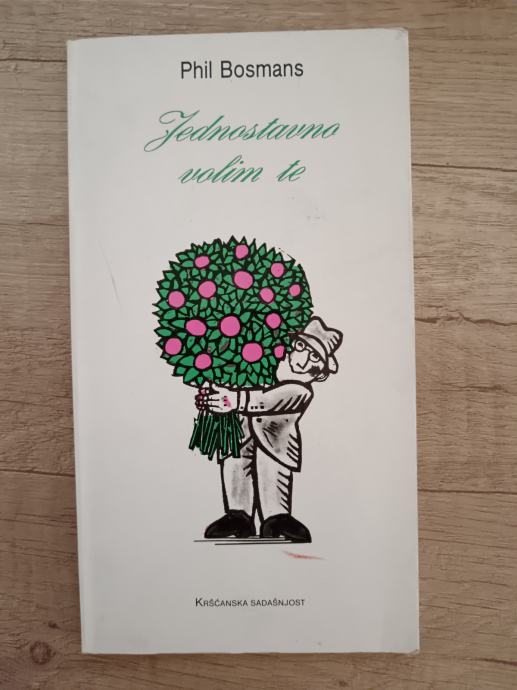 Phil Bosmans
Jednostavno
volim te
KRŠĆANSKA SADAŠNJOST